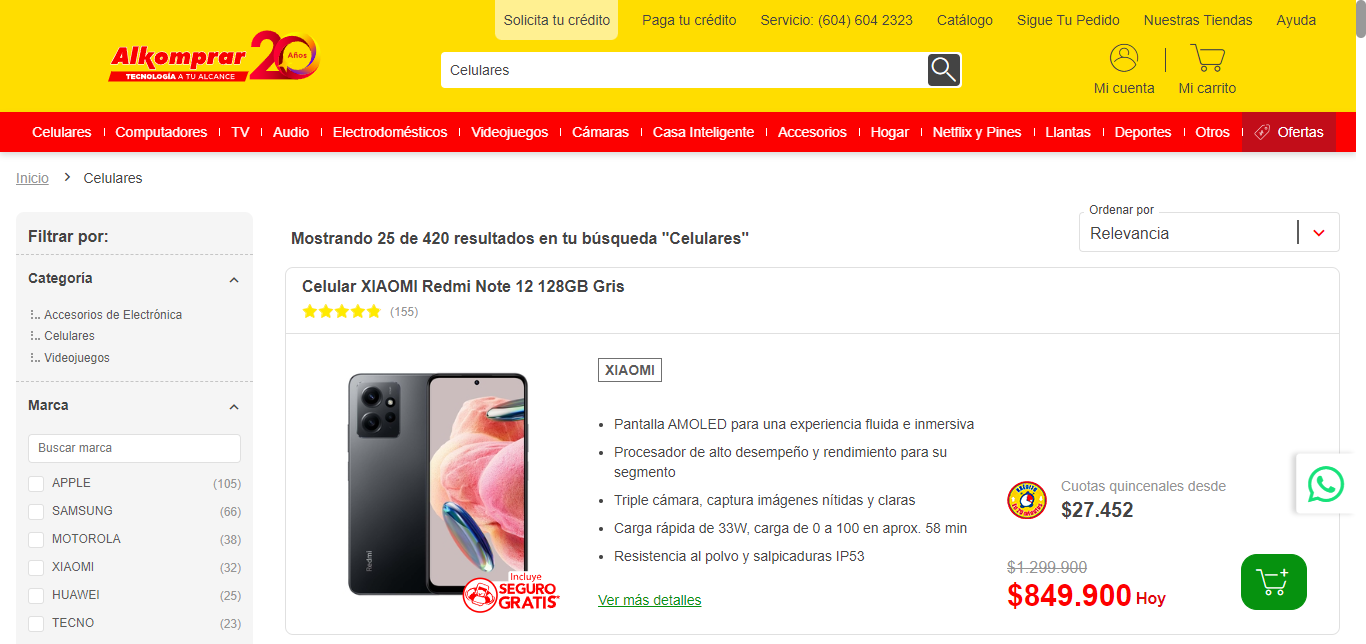 Solicita tu crédito
Paga tu crédito
Servicio: (604) 604 2323
Catálogo
Sigue Tu Pedido
Nuestras Tiendas
Ayuda
Alkomprar 20 Años
TECNOLOGÍA A TU ALCANCE
Celulares
Mi cuenta
Mi carrito
Celulares
Computadores
TV
Audio
Electrodomésticos
Videojuegos
Cámaras
Casa Inteligente
Accesorios
Hogar
Netflix y Pines
Llantas
Deportes
Otros
Ofertas
Inicio > Celulares
Filtrar por:
Categoría
Accesorios de Electrónica
Celulares
Videojuegos
Marca
Buscar marca
APPLE (105)
SAMSUNG (66)
MOTOROLA (38)
XIAOMI (32)
HUAWEI (25)
TECNO (23)
Mostrando 25 de 420 resultados en tu búsqueda "Celulares"
Ordenar por
Relevancia
Celular XIAOMI Redmi Note 12 128GB Gris
(155)
Redmi
Incluye
SEGURO
GRATIS*
XIAOMI
Pantalla AMOLED para una experiencia fluida e inmersiva
Procesador de alto desempeño y rendimiento para su
segmento
Triple cámara, captura imágenes nítidas y claras
Carga rápida de 33W, carga de 0 a 100 en aprox. 58 min
Resistencia al polvo y salpicaduras IP53
Ver más detalles
Cuotas quincenales desde
$27.452
$1.299.900
$849.900 Hoy